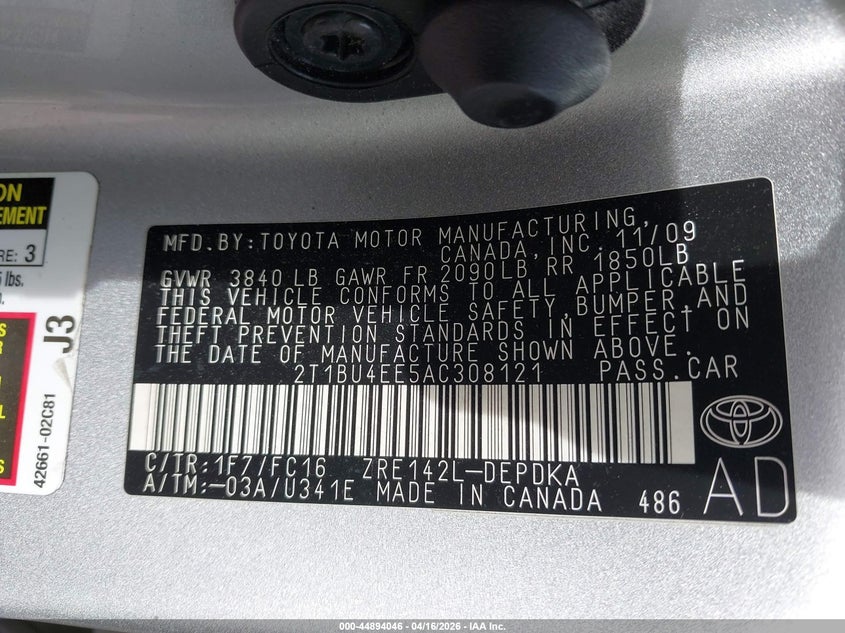 ON
EMENT
RE: 3
lbs.
J3
42661-02C81
MFD.BY:TOYOTA MOTOR MANUFACTURING,
CANADA,INC. 11/09
GVWR 3840 LB GAWR FR 2090LB RR 1850LB
THIS VEHICLE CONFORMS TO ALL APPLICABLE
FEDERAL MOTOR VEHICLE SAFETY,BUMPER,AND
THEFT PREVENTION STANDARDS IN EFFECT ON
THE DATE OF MANUFACTURE SHOWN ABOVE.
2T1BU4EE5AC308121 PASS.CAR
C/TR:1F7/FC16 ZRE142L-DEPDKA
A/TM:-03A/U341E MADE IN CANADA 486
AD
000-44894046 - 04/16/2026 - IAA Inc.